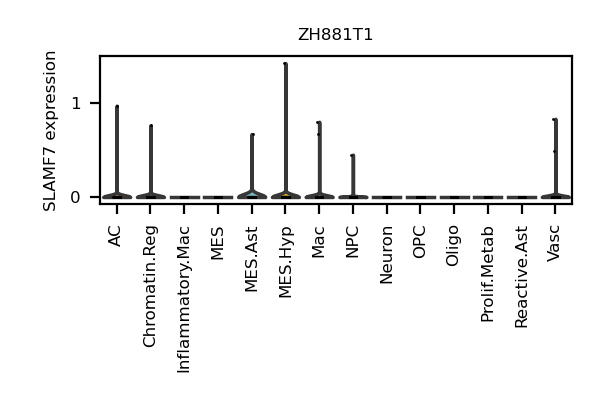 ZH881T1
SLAMF7 expression
1
0
AC
Chromatin.Reg
Inflammatory.Mac
MES
MES.Ast
MES.Hyp
Mac
NPC
Neuron
OPC
Oligo
Prolif.Metab
Reactive.Ast
Vasc